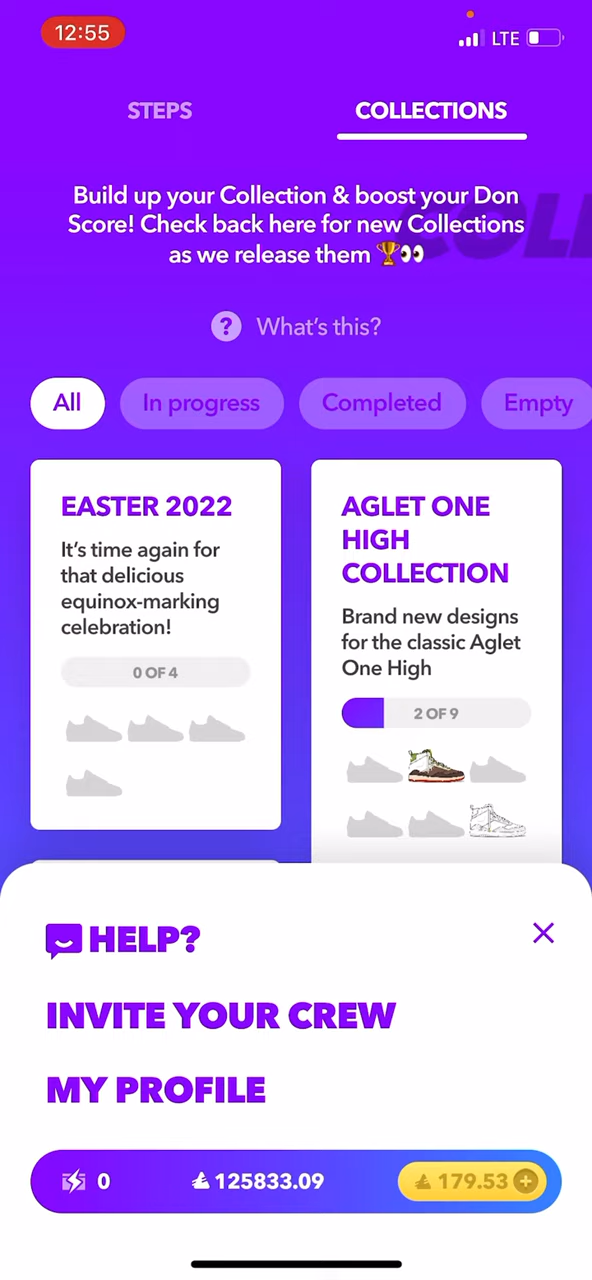 12:55
LTE
STEPS
COLLECTIONS
COLL
Build up your Collection & boost your Don
Score! Check back here for new Collections
as we release them 🏆👀
? What's this?
All
In progress
Completed
Empty
EASTER 2022
It's time again for
that delicious
equinox-marking
celebration!
0 OF 4
AGLET ONE
HIGH
COLLECTION
Brand new designs
for the classic Aglet
One High
2 OF 9
HELP?
INVITE YOUR CREW
MY PROFILE
0
125833.09
179.53